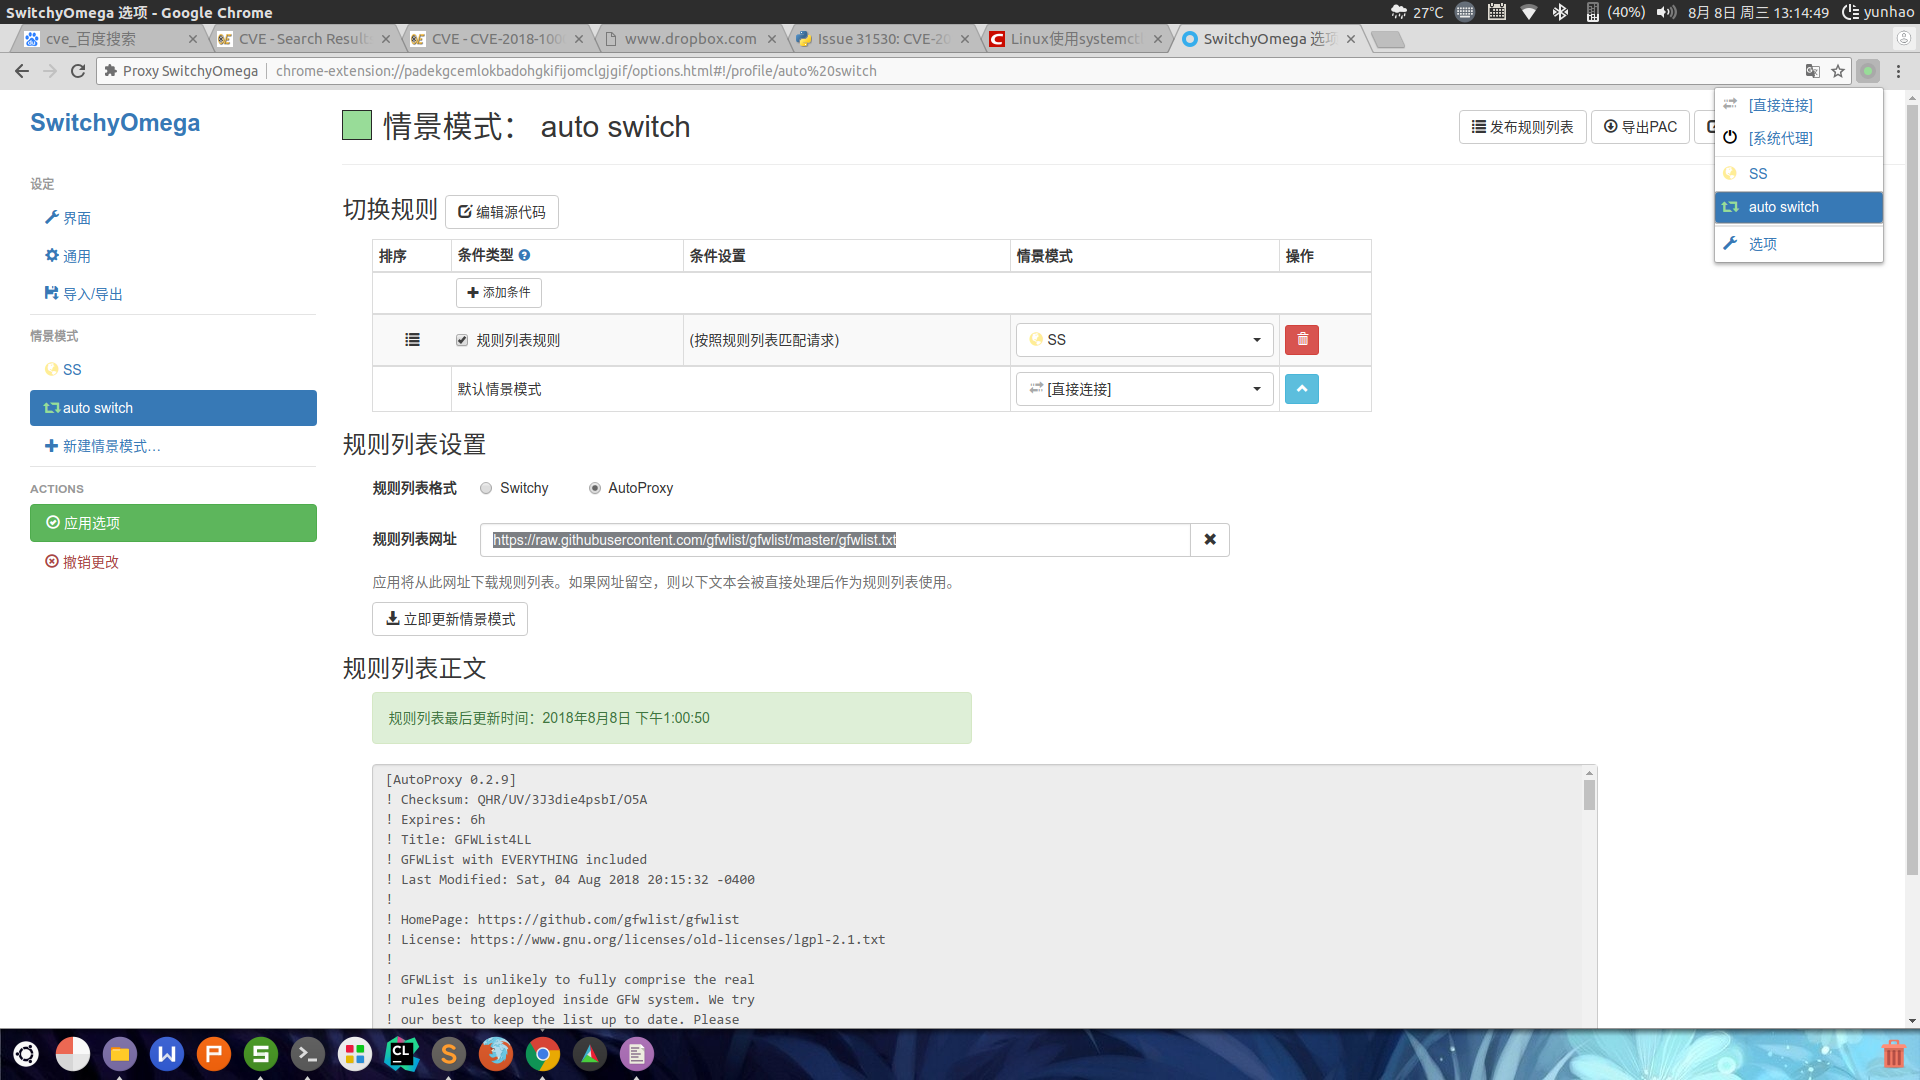 SwitchyOmega 选项 - Google Chrome
27℃ (40%) 8月 8日 周三 13:14:49 yunhao
cve_百度搜索 CVE - Search Results CVE - CVE-2018-100 www.dropbox.com Issue 31530: CVE-20 Linux使用systemct SwitchyOmega 选项
Proxy SwitchyOmega chrome-extension://padekgcemlokbadohgkifijomclgjgif/options.html#!/profile/auto%20switch
SwitchyOmega
设定
界面
通用
导入/导出
情景模式
SS
auto switch
新建情景模式…
ACTIONS
应用选项
撤销更改
情景模式： auto switch
发布规则列表 导出PAC
[直接连接]
[系统代理]
SS
auto switch
选项
切换规则 编辑源代码
排序 条件类型 条件设置 情景模式 操作
添加条件
规则列表规则 (按照规则列表匹配请求) SS
默认情景模式 [直接连接]
规则列表设置
规则列表格式 Switchy AutoProxy
规则列表网址 https://raw.githubusercontent.com/gfwlist/gfwlist/master/gfwlist.txt
应用将从此网址下载规则列表。如果网址留空，则以下文本会被直接处理后作为规则列表使用。
立即更新情景模式
规则列表正文
规则列表最后更新时间：2018年8月8日 下午1:00:50
[AutoProxy 0.2.9]
! Checksum: QHR/UV/3J3die4psbI/O5A
! Expires: 6h
! Title: GFWList4LL
! GFWList with EVERYTHING included
! Last Modified: Sat, 04 Aug 2018 20:15:32 -0400
!
! HomePage: https://github.com/gfwlist/gfwlist
! License: https://www.gnu.org/licenses/old-licenses/lgpl-2.1.txt
!
! GFWList is unlikely to fully comprise the real
! rules being deployed inside GFW system. We try
! our best to keep the list up to date. Please